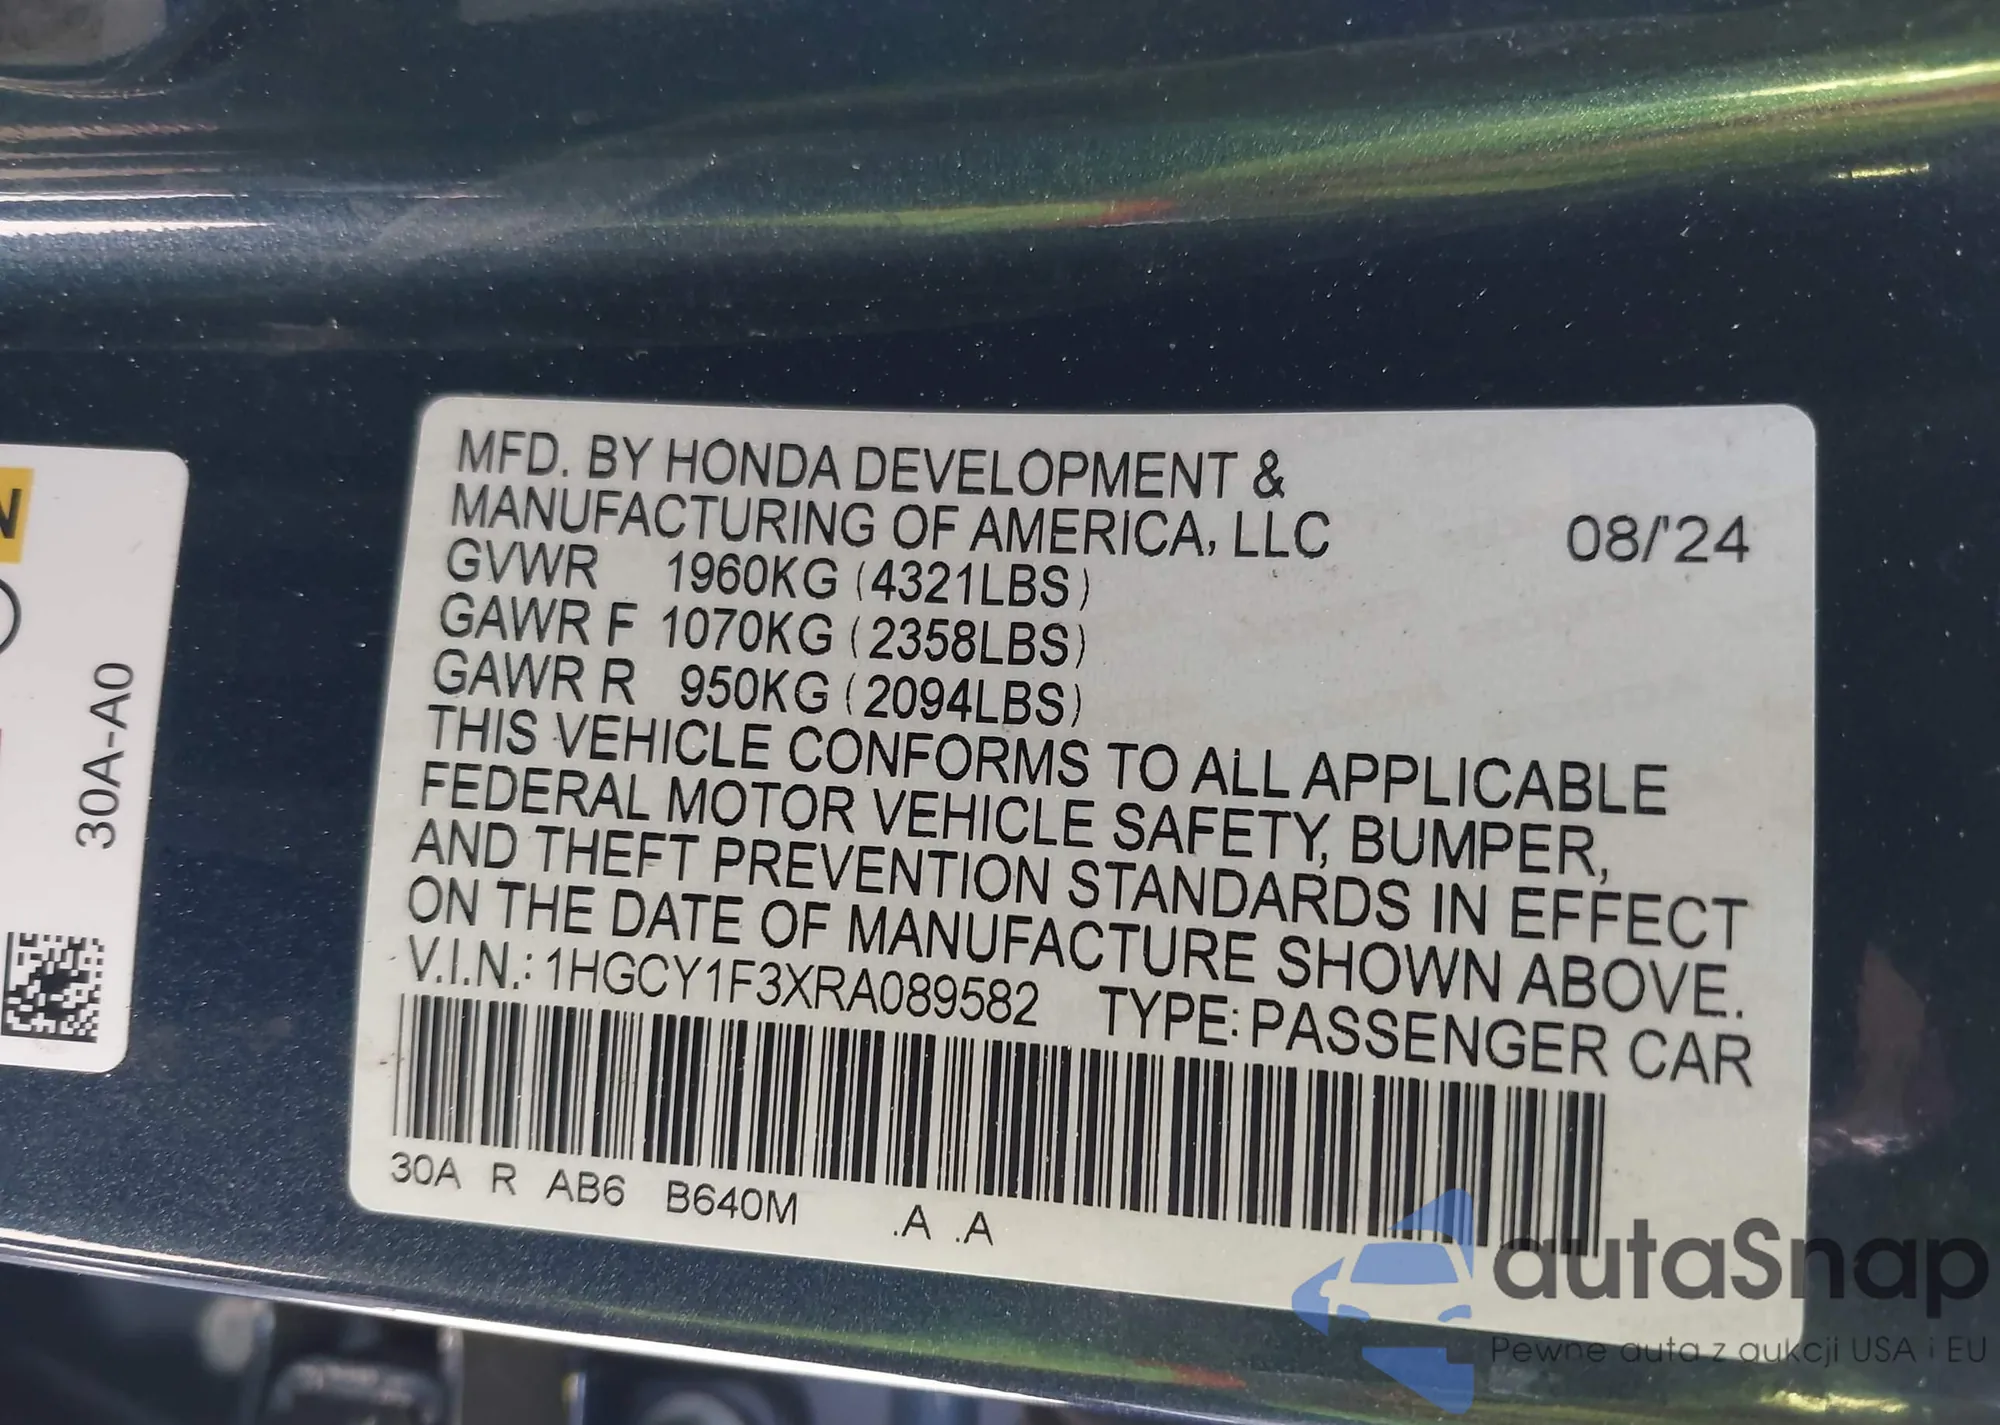 MFD. BY HONDA DEVELOPMENT &
MANUFACTURING OF AMERICA, LLC
08/'24
GVWR 1960KG (4321LBS)
GAWR F 1070KG (2358LBS)
GAWR R 950KG (2094LBS)
THIS VEHICLE CONFORMS TO ALL APPLICABLE
FEDERAL MOTOR VEHICLE SAFETY, BUMPER,
AND THEFT PREVENTION STANDARDS IN EFFECT
ON THE DATE OF MANUFACTURE SHOWN ABOVE.
V.I.N.: 1HGCY1F3XRA089582 TYPE: PASSENGER CAR
30A R AB6 B640M .A .A
30A-A0
autaSnap
Pewne auta z aukcji USA i EU